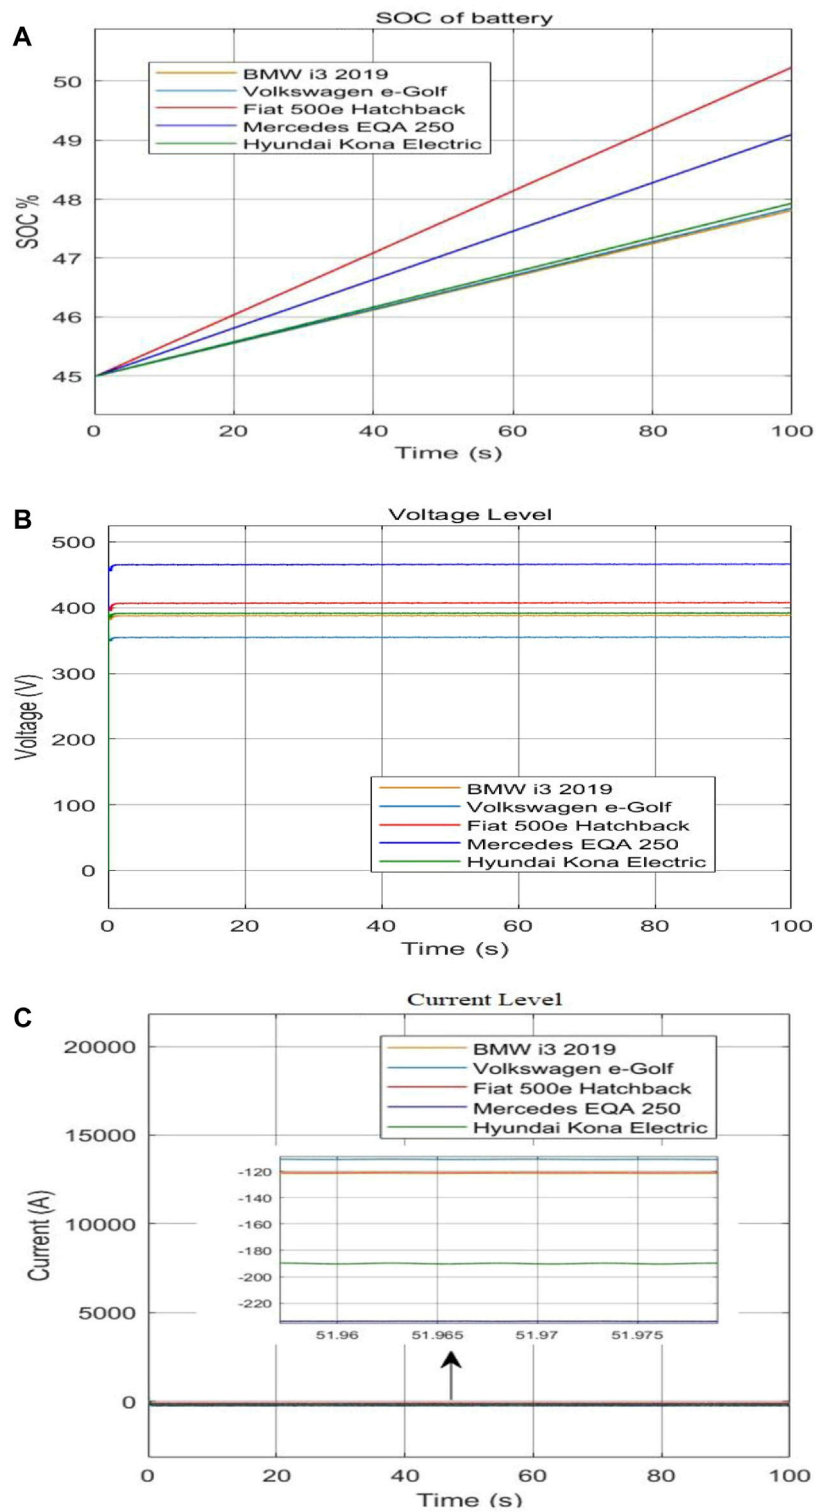 A
SOC of battery
BMW i3 2019
Volkswagen e-Golf
Fiat 500e Hatchback
Mercedes EQA 250
Hyundai Kona Electric
50
49
48
47
46
45
SOC %
0 20 40 60 80 100
Time (s)
B
Voltage Level
500
400
300
200
100
0
Voltage (V)
BMW i3 2019
Volkswagen e-Golf
Fiat 500e Hatchback
Mercedes EQA 250
Hyundai Kona Electric
0 20 40 60 80 100
Time (s)
C
Current Level
20000
15000
10000
5000
0
Current (A)
BMW i3 2019
Volkswagen e-Golf
Fiat 500e Hatchback
Mercedes EQA 250
Hyundai Kona Electric
-120
-140
-160
-180
-200
-220
51.96 51.965 51.97 51.975
0 20 40 60 80 100
Time (s)